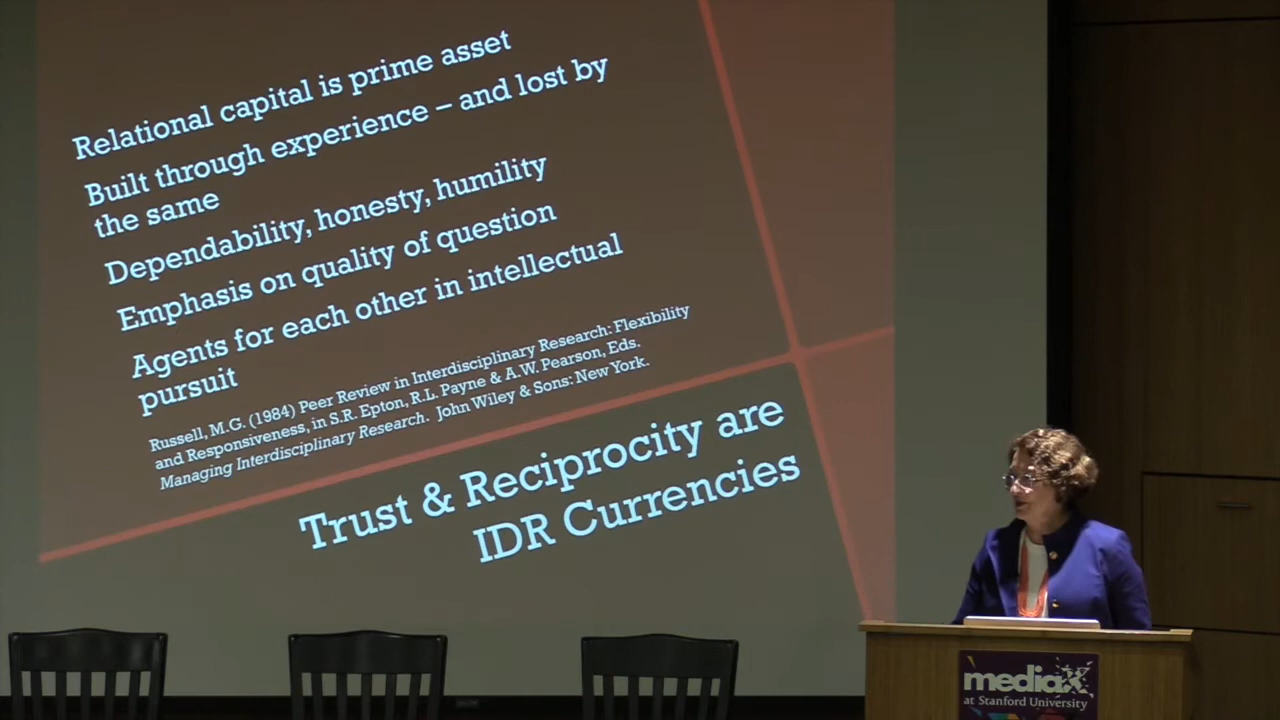 Relational capital is prime asset
Built through experience – and lost by
the same
Dependability, honesty, humility
Emphasis on quality of question
Agents for each other in intellectual
pursuit
Russell, M.G. (1984) Peer Review in Interdisciplinary Research: Flexibility
and Responsiveness, in S.R. Epton, R.L. Payne & A.W. Pearson, Eds.
Managing Interdisciplinary Research. John Wiley & Sons: New York.
Trust & Reciprocity are
IDR Currencies
mediaX
at Stanford University